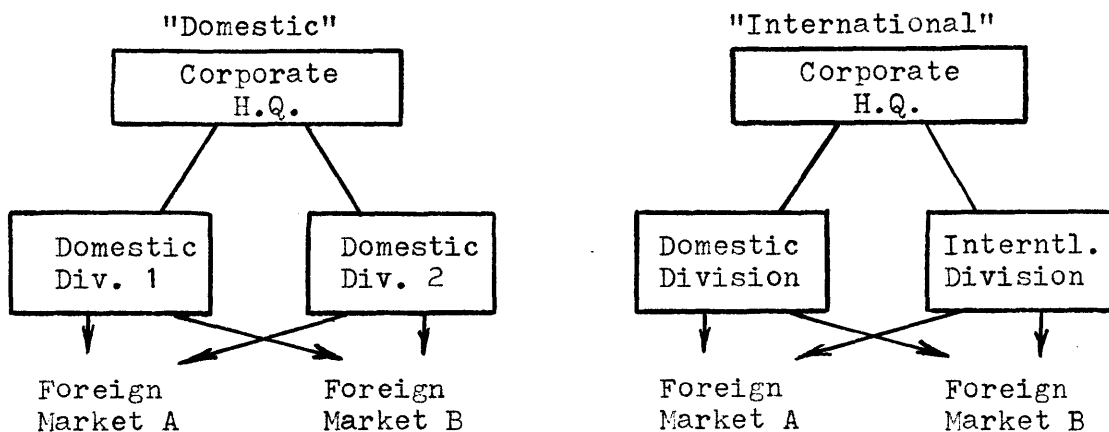 "Domestic"
Corporate
H.Q.
Domestic
Div. 1
Domestic
Div. 2
Foreign
Market A
Foreign
Market B
"International"
Corporate
H.Q.
Domestic
Division
Interntl.
Division
Foreign
Market A
Foreign
Market B